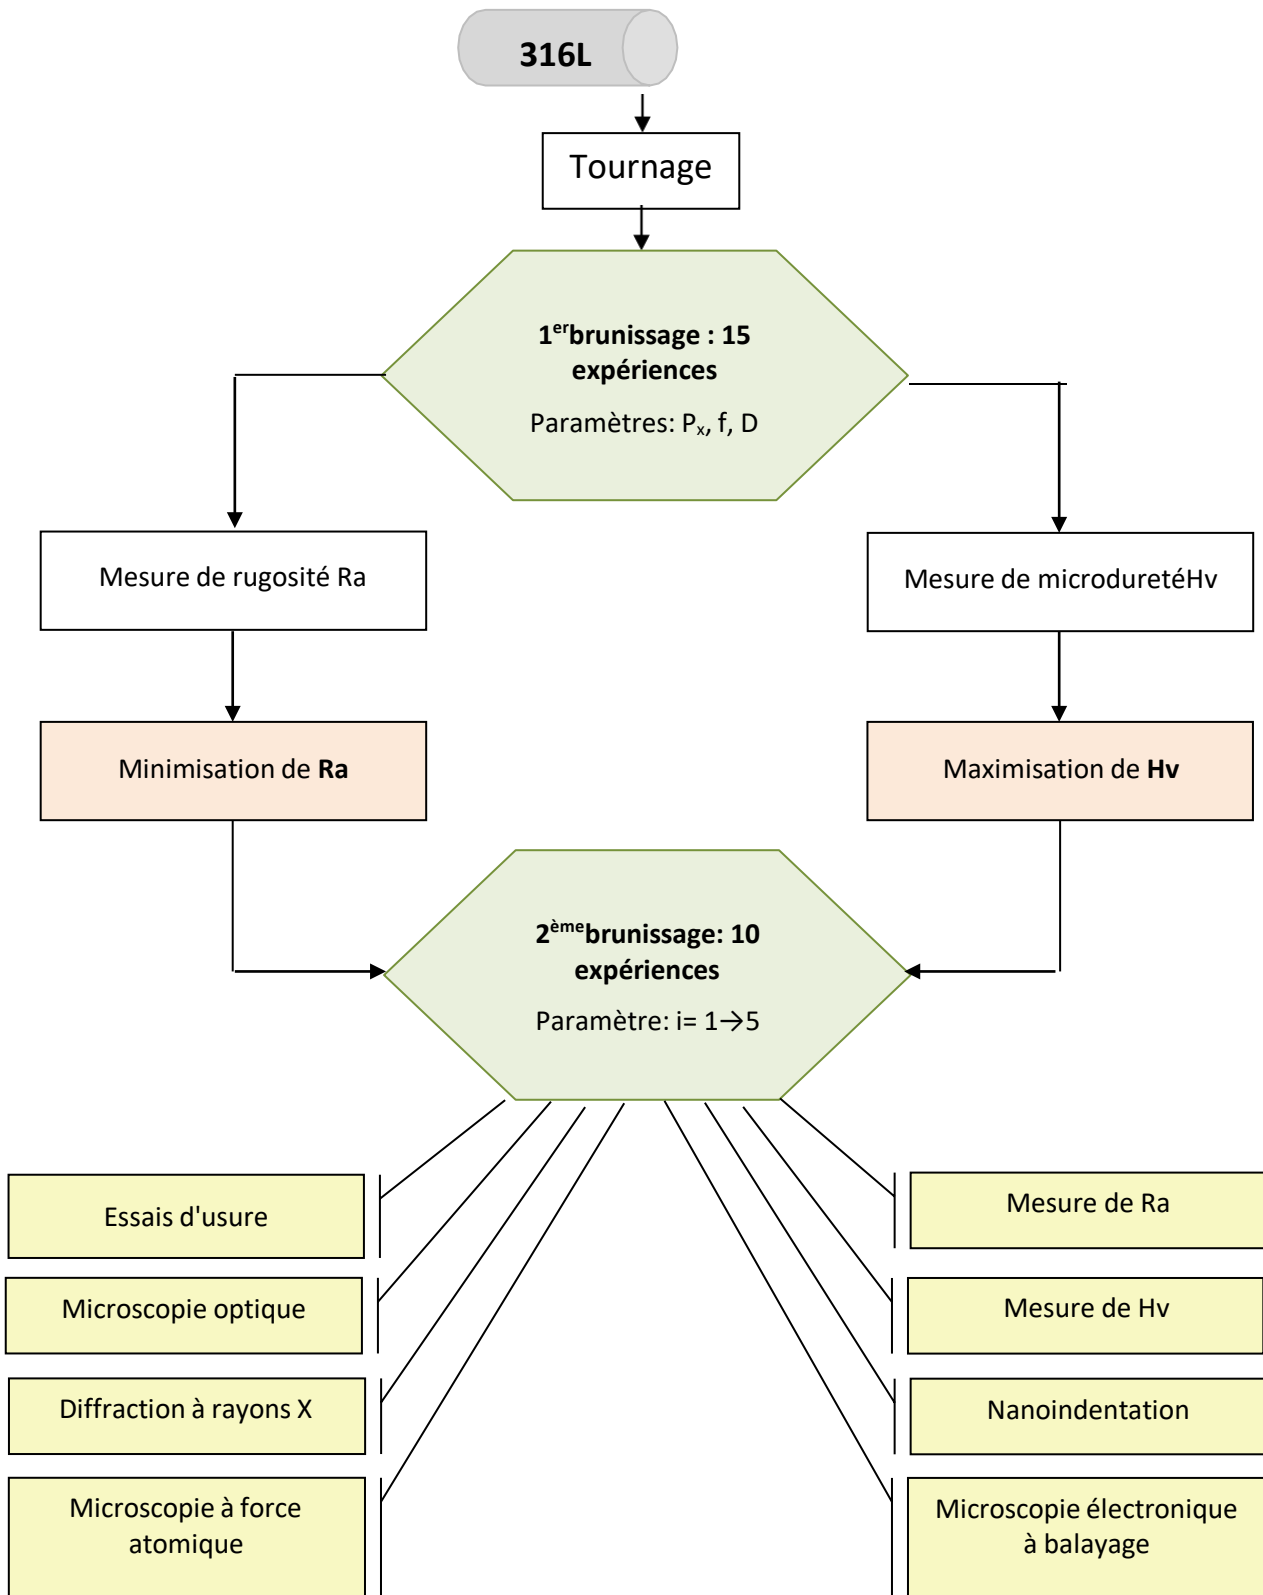 316L
Tournage
1erbrunissage : 15
expériences
Paramètres: Px, f, D
Mesure de rugosité Ra
Mesure de microduretéHv
Minimisation de Ra
Maximisation de Hv
2èmebrunissage: 10
expériences
Paramètre: i= 1→5
Essais d'usure
Mesure de Ra
Microscopie optique
Mesure de Hv
Diffraction à rayons X
Nanoindentation
Microscopie à force
atomique
Microscopie électronique
à balayage